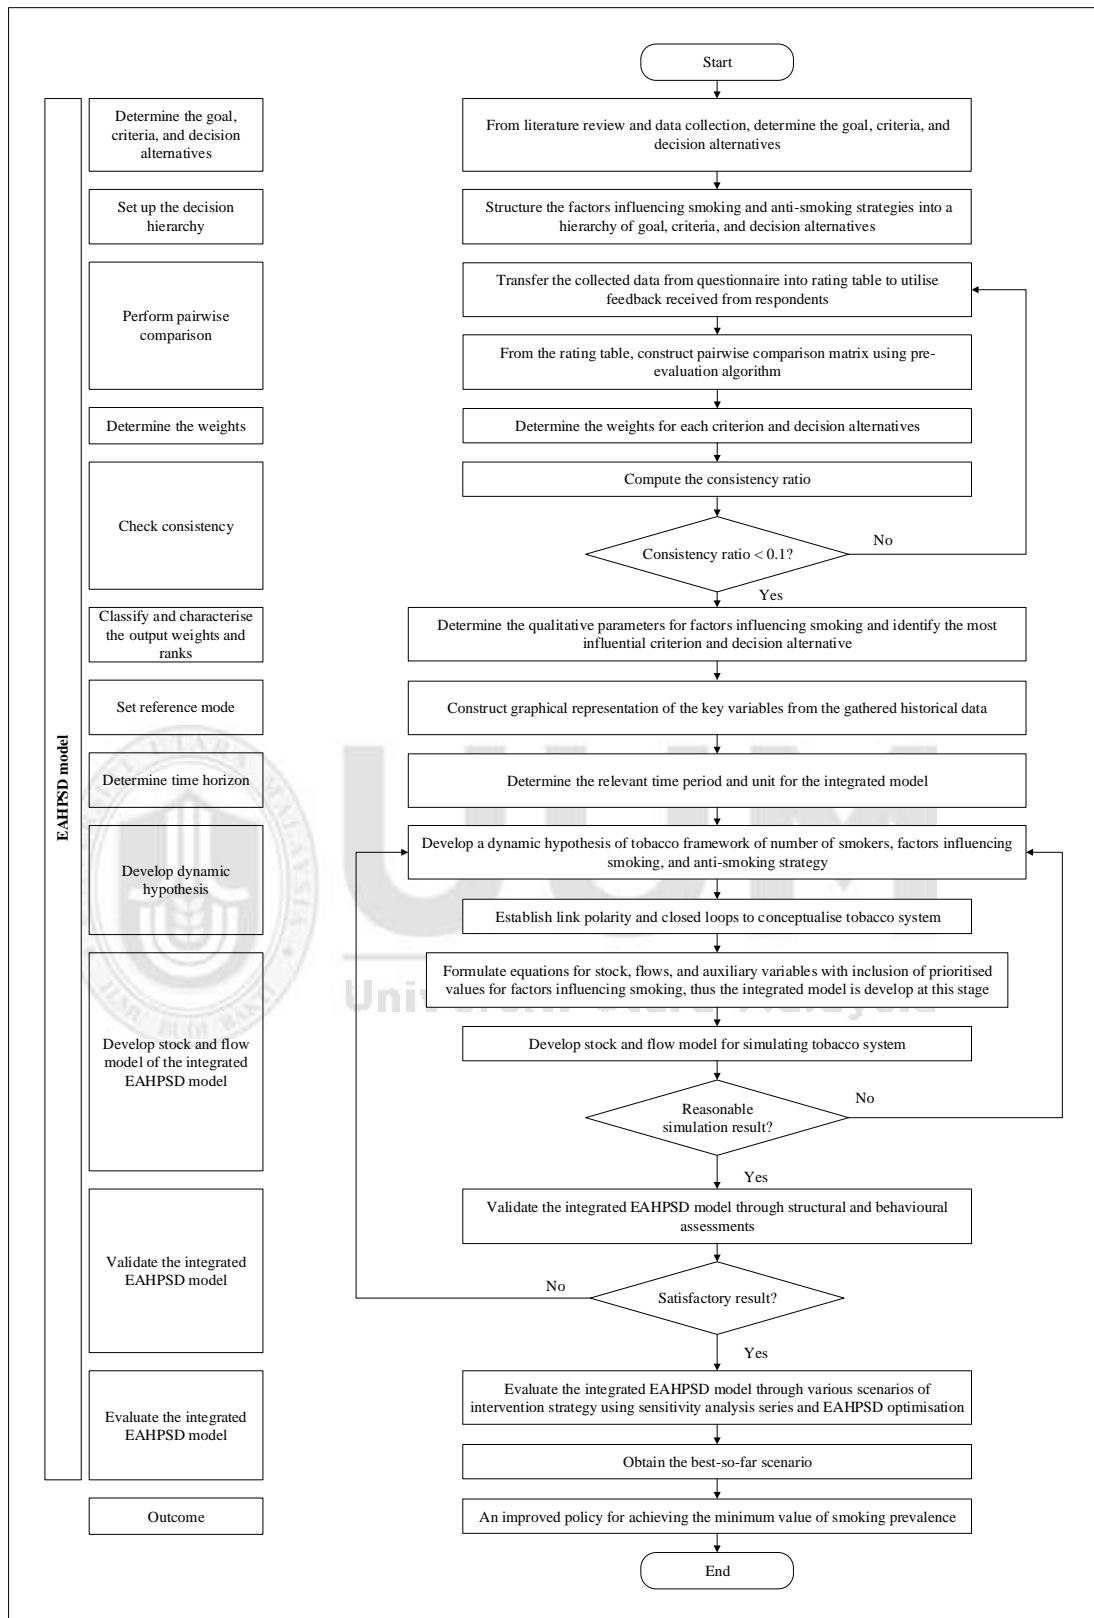 Start
EAHPSD model
Determine the goal,
criteria, and decision
alternatives
From literature review and data collection, determine the goal, criteria, and
decision alternatives
Set up the decision
hierarchy
Structure the factors influencing smoking and anti-smoking strategies into a
hierarchy of goal, criteria, and decision alternatives
Perform pairwise
comparison
Transfer the collected data from questionnaire into rating table to utilise
feedback received from respondents
From the rating table, construct pairwise comparison matrix using pre-
evaluation algorithm
Determine the weights
Determine the weights for each criterion and decision alternatives
Check consistency
Compute the consistency ratio
Consistency ratio < 0.1?
No
Yes
Classify and characterise
the output weights and
ranks
Determine the qualitative parameters for factors influencing smoking and identify the most
influential criterion and decision alternative
Set reference mode
Construct graphical representation of the key variables from the gathered historical data
Determine time horizon
Determine the relevant time period and unit for the integrated model
Develop dynamic
hypothesis
Develop a dynamic hypothesis of tobacco framework of number of smokers, factors influencing
smoking, and anti-smoking strategy
Establish link polarity and closed loops to conceptualise tobacco system
Develop stock and flow
model of the integrated
EAHPSD model
Formulate equations for stock, flows, and auxiliary variables with inclusion of prioritised
values for factors influencing smoking, thus the integrated model is develop at this stage
Develop stock and flow model for simulating tobacco system
Reasonable
simulation result?
No
Yes
Validate the integrated
EAHPSD model
Validate the integrated EAHPSD model through structural and behavioural
assessments
Satisfactory result?
No
Yes
Evaluate the integrated
EAHPSD model
Evaluate the integrated EAHPSD model through various scenarios of
intervention strategy using sensitivity analysis series and EAHPSD optimisation
Obtain the best-so-far scenario
Outcome
An improved policy for achieving the minimum value of smoking prevalence
End
UUM